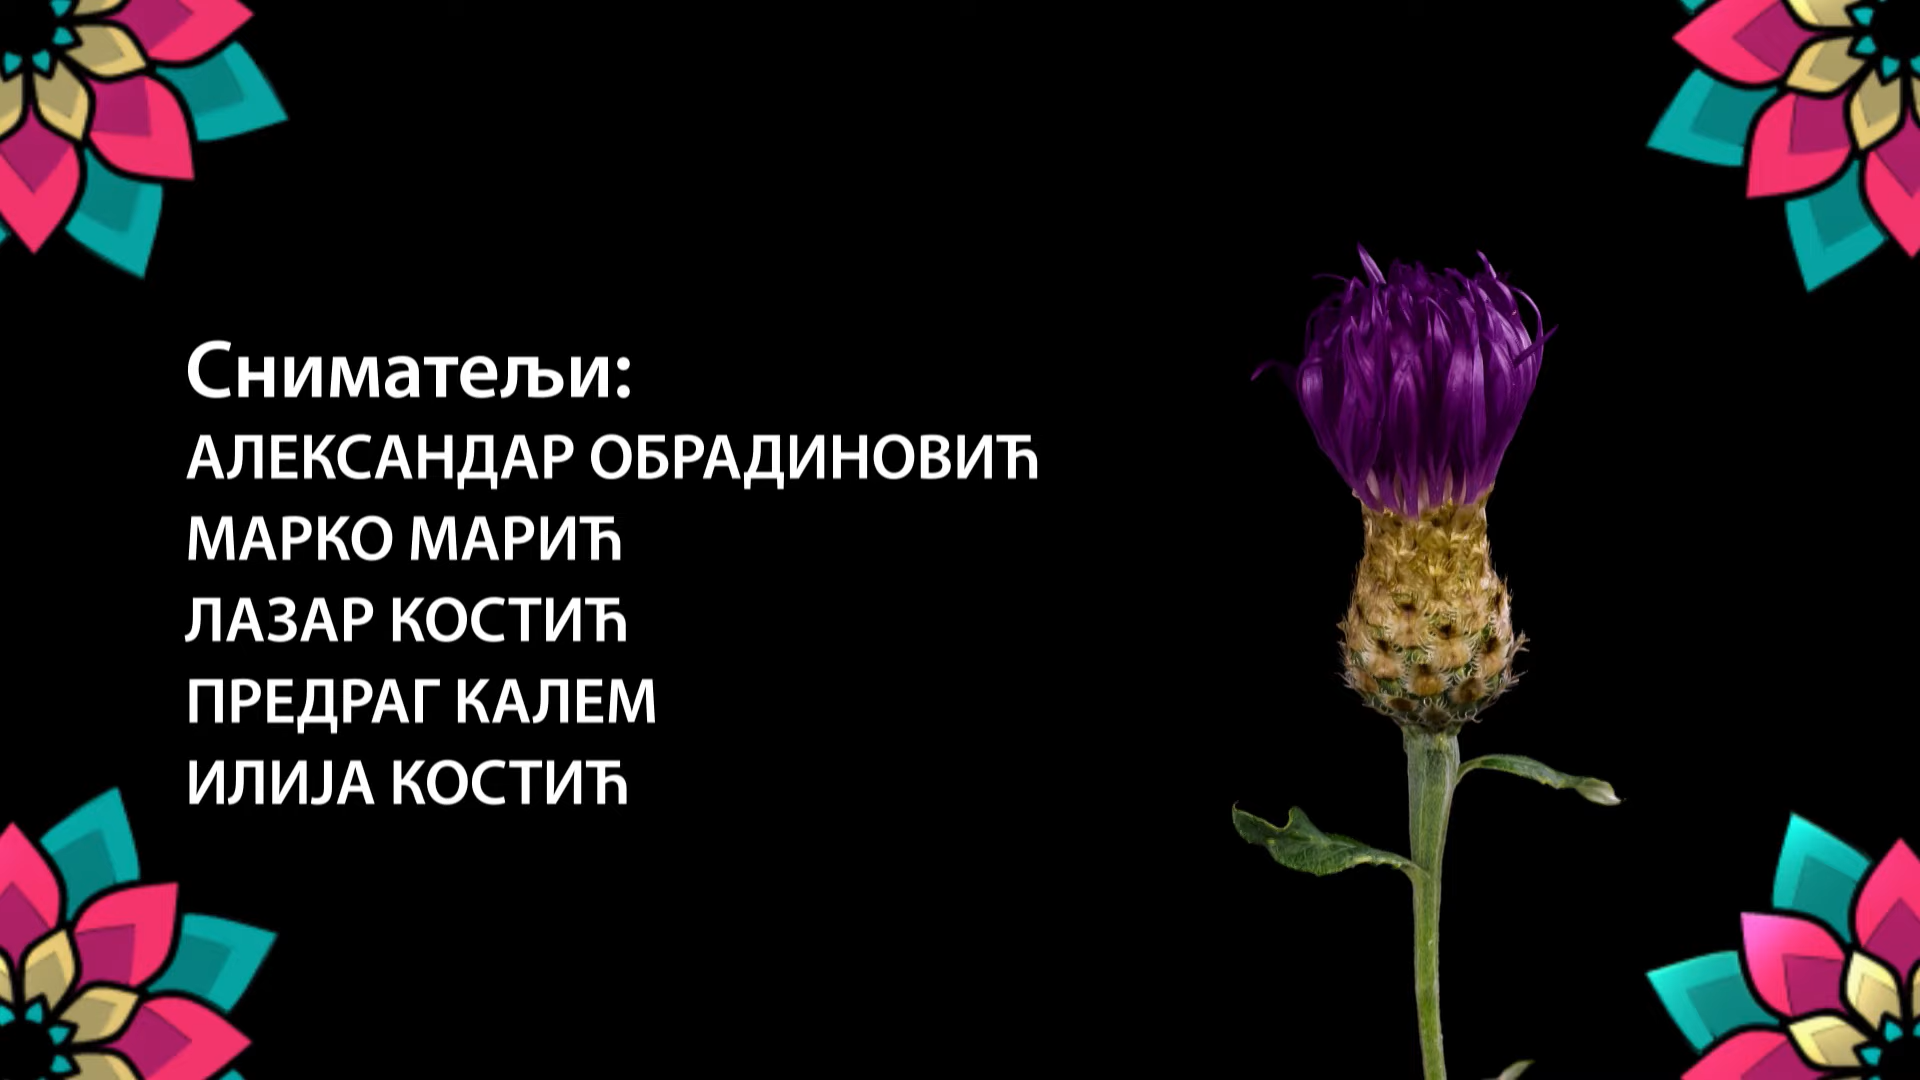 Сниматељи:
АЛЕКСАНДАР ОБРАДИНОВИЋ
МАРКО МАРИЋ
ЛАЗАР КОСТИЋ
ПРЕДРАГ КАЛЕМ
ИЛИЈА КОСТИЋ